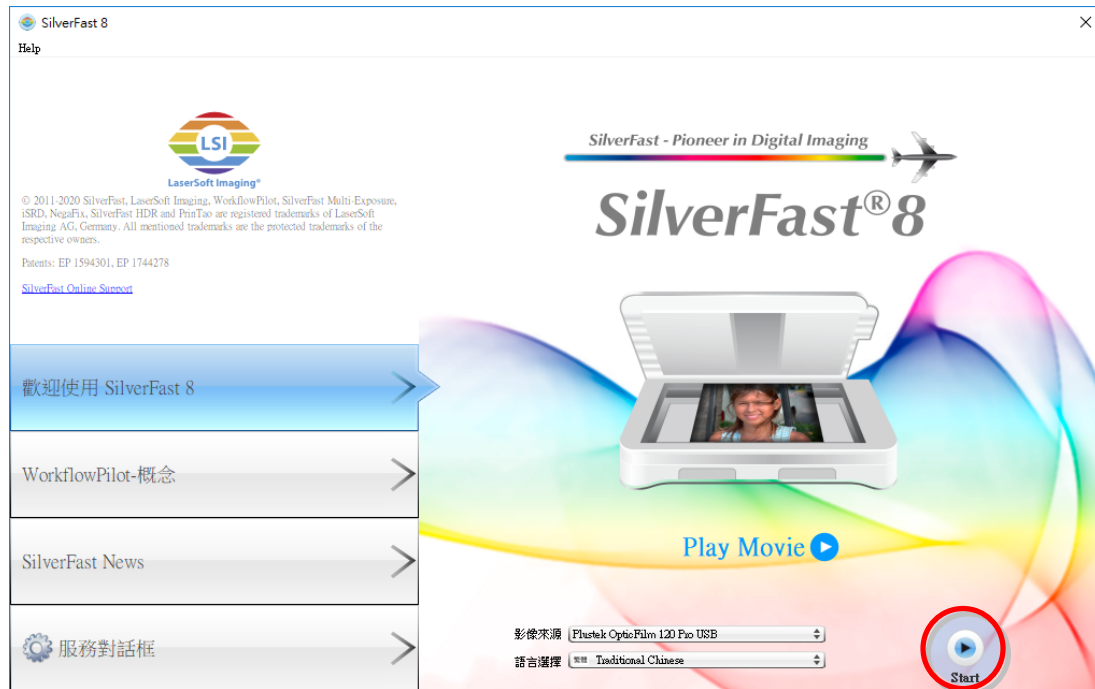 SilverFast 8
Help
LSI
LaserSoft Imaging®
© 2011-2020 SilverFast, LaserSoft Imaging, WorkflowPilot, SilverFast Multi-Exposure,
iSRD, NegaFix, SilverFast HDR and PrinTao are registered trademarks of LaserSoft
Imaging AG, Germany. All mentioned trademarks are the protected trademarks of the
respective owners.
Patents: EP 1594301, EP 1744278
SilverFast Online Support
歡迎使用 SilverFast 8
WorkflowPilot-概念
SilverFast News
服務對話框
SilverFast - Pioneer in Digital Imaging
SilverFast®8
Play Movie
影像來源 Plustek OpticFilm 120 Pro USB
語言選擇 繁體 Traditional Chinese
Start